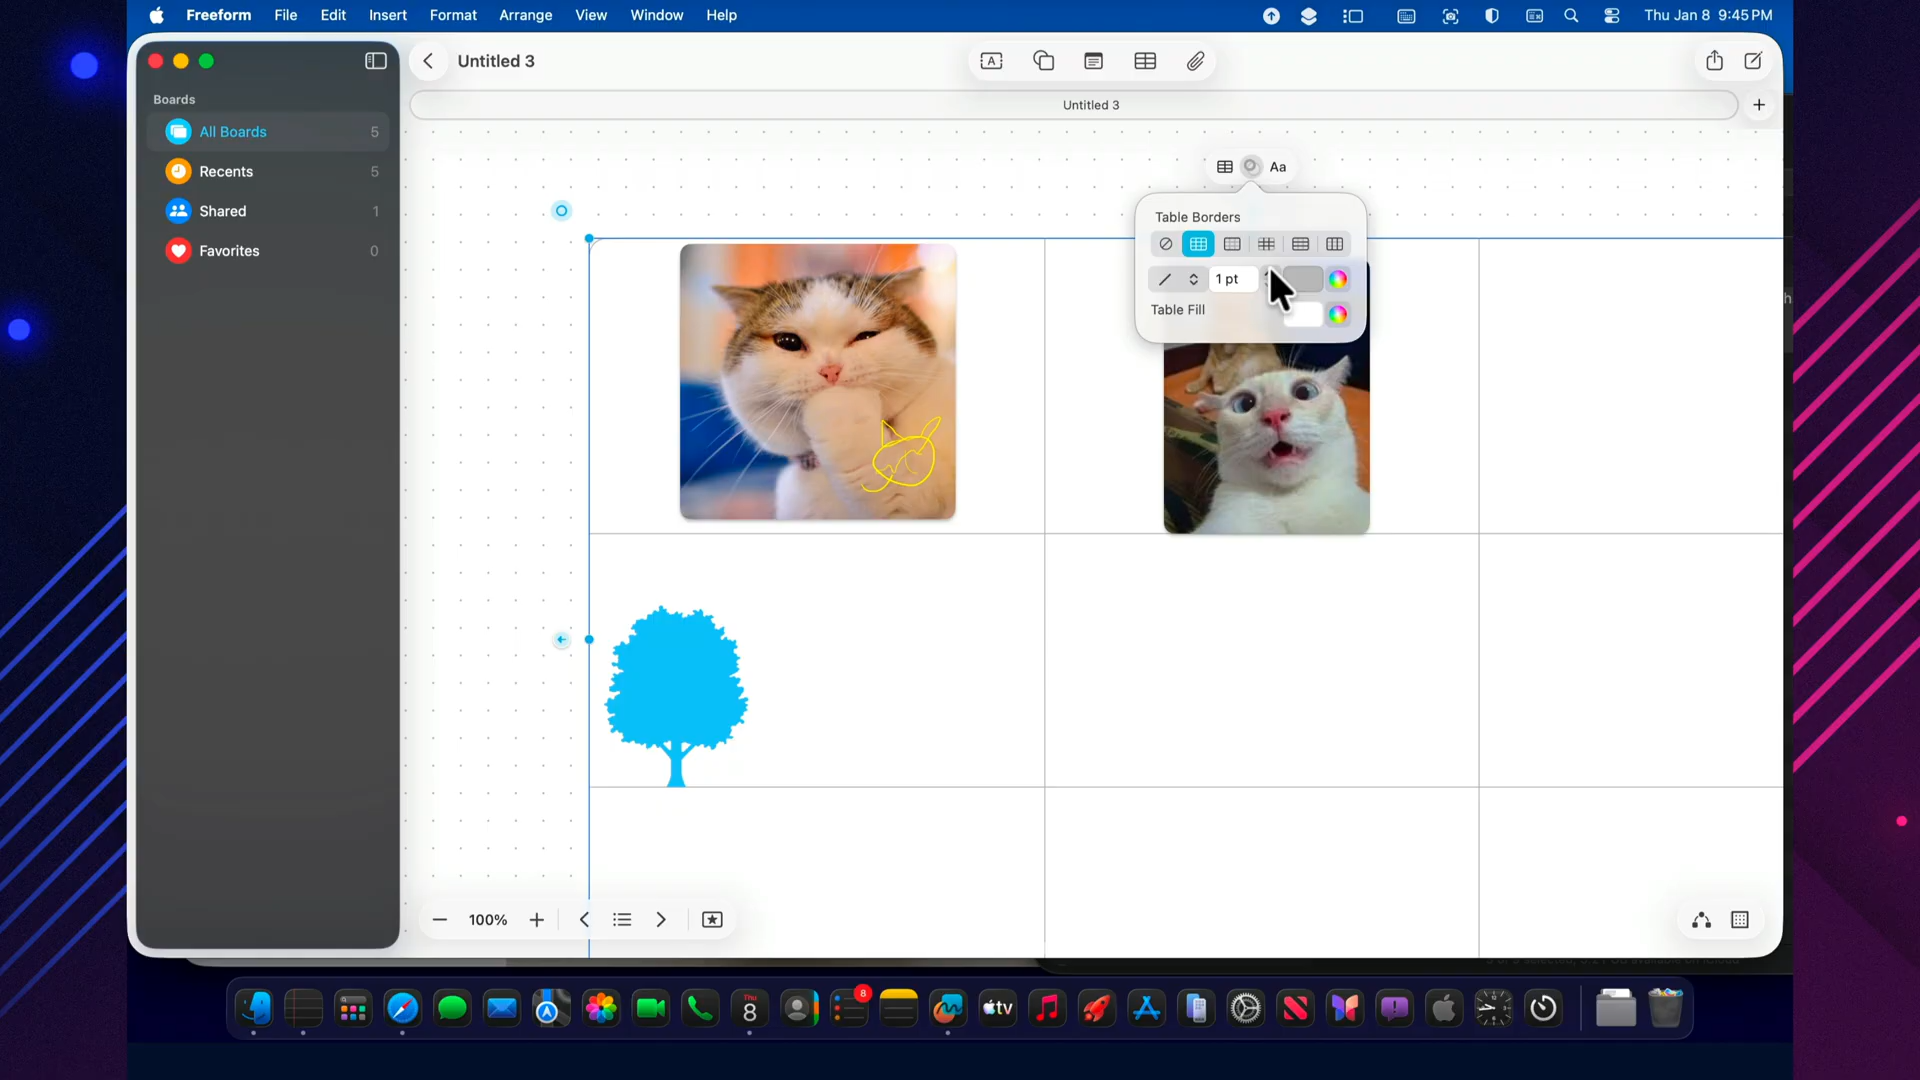 Freeform File Edit Insert Format Arrange View Window Help
Thu Jan 8 9:45 PM
Untitled 3
A
Untitled 3
Boards
All Boards 5
Recents 5
Shared 1
Favorites 0
Aa
Table Borders
1 pt
Table Fill
100%
8
Thu
8
tv